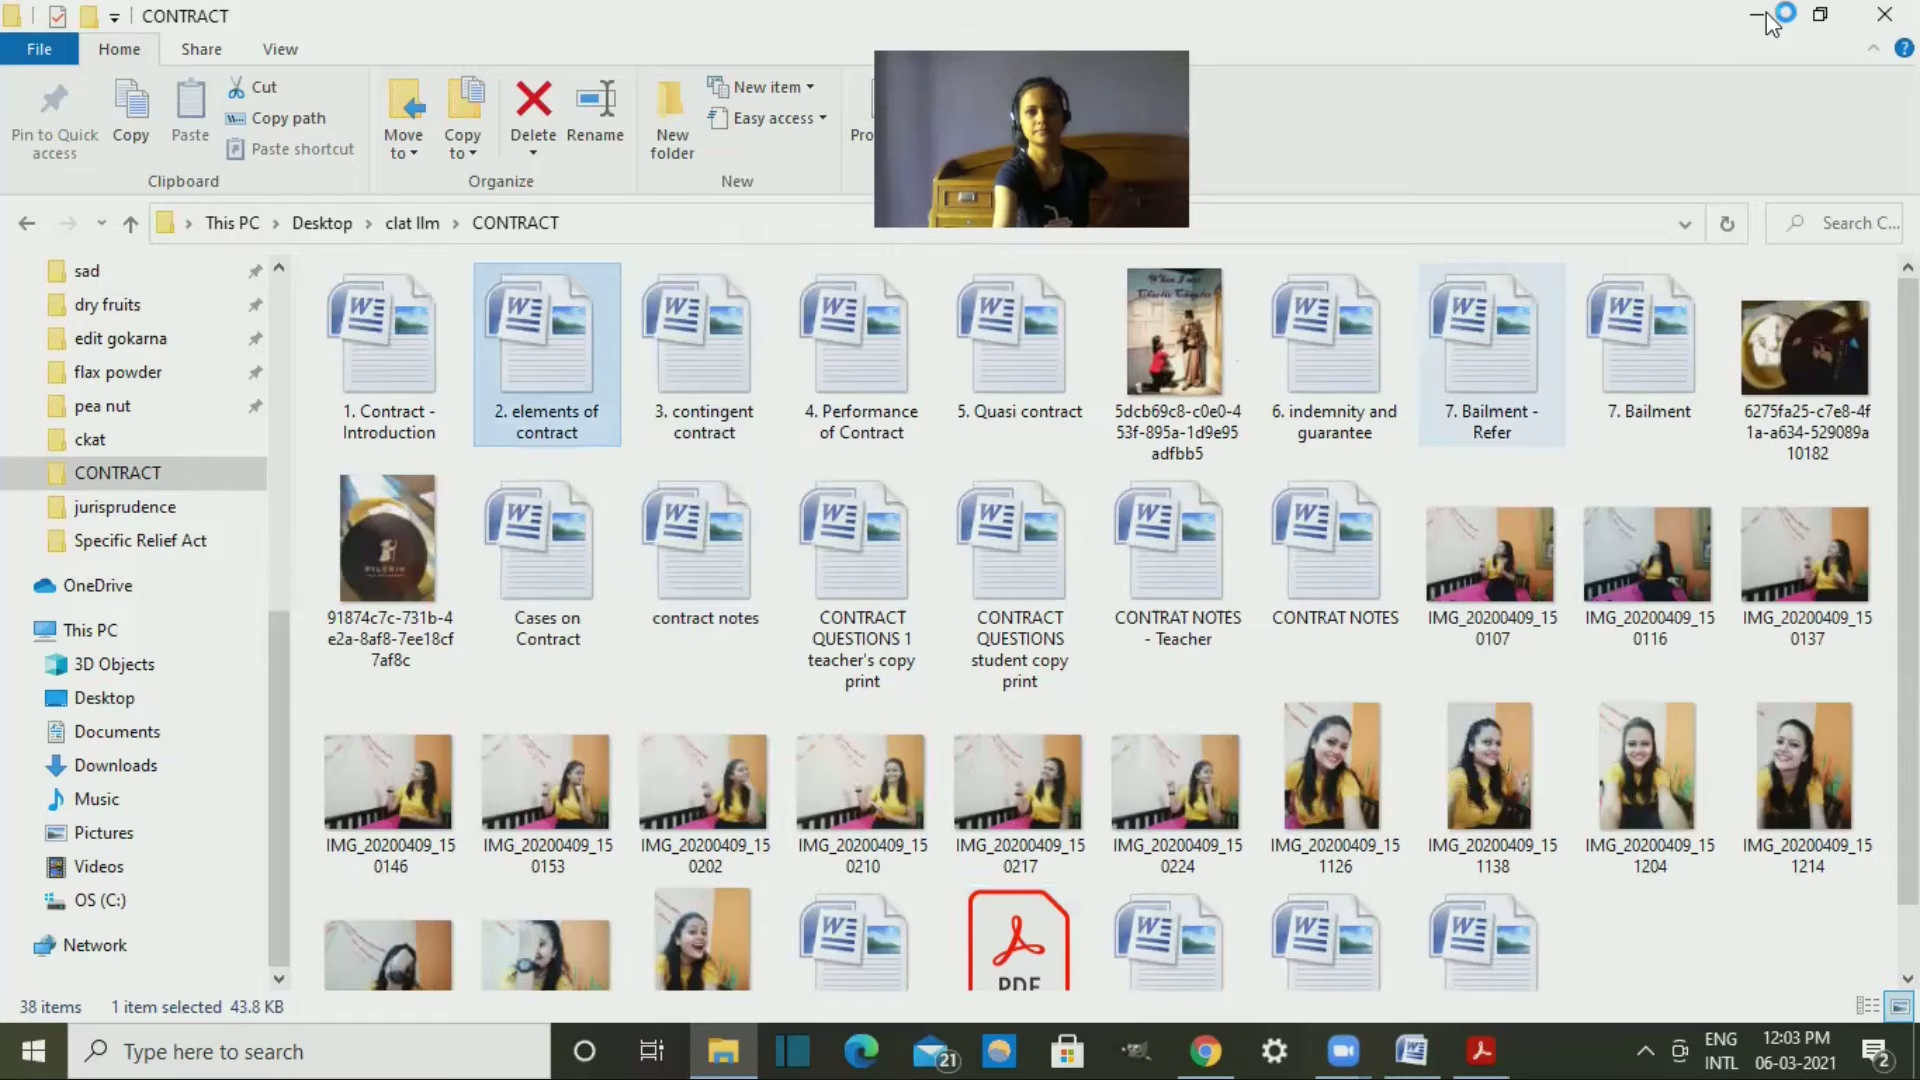 CONTRACT
File
Home
Share
View
Pin to Quick
access
Copy
Paste
Cut
Copy path
Paste shortcut
Move
to
Copy
to
Delete
Rename
New
folder
New item
Easy access
Pro
Clipboard
Organize
New
This PC
Desktop
clat llm
CONTRACT
Search C...
sad
dry fruits
edit gokarna
flax powder
pea nut
ckat
CONTRACT
jurisprudence
Specific Relief Act
OneDrive
This PC
3D Objects
Desktop
Documents
Downloads
Music
Pictures
Videos
OS (C:)
Network
1. Contract -
Introduction
2. elements of
contract
3. contingent
contract
4. Performance
of Contract
5. Quasi contract
5dcb69c8-c0e0-4
53f-895a-1d9e95
adfbb5
6. indemnity and
guarantee
7. Bailment -
Refer
7. Bailment
6275fa25-c7e8-4f
1a-a634-529089a
10182
91874c7c-731b-4
e2a-8af8-7ee18cf
7af8c
Cases on
Contract
contract notes
CONTRACT
QUESTIONS 1
teacher's copy
print
CONTRACT
QUESTIONS
student copy
print
CONTRAT NOTES
- Teacher
CONTRAT NOTES
IMG_20200409_15
0107
IMG_20200409_15
0116
IMG_20200409_15
0137
IMG_20200409_15
0146
IMG_20200409_15
0153
IMG_20200409_15
0202
IMG_20200409_15
0210
IMG_20200409_15
0217
IMG_20200409_15
0224
IMG_20200409_15
1126
IMG_20200409_15
1138
IMG_20200409_15
1204
IMG_20200409_15
1214
PDF
38 items
1 item selected 43.8 KB
Type here to search
21
ENG
INTL
12:03 PM
06-03-2021
2